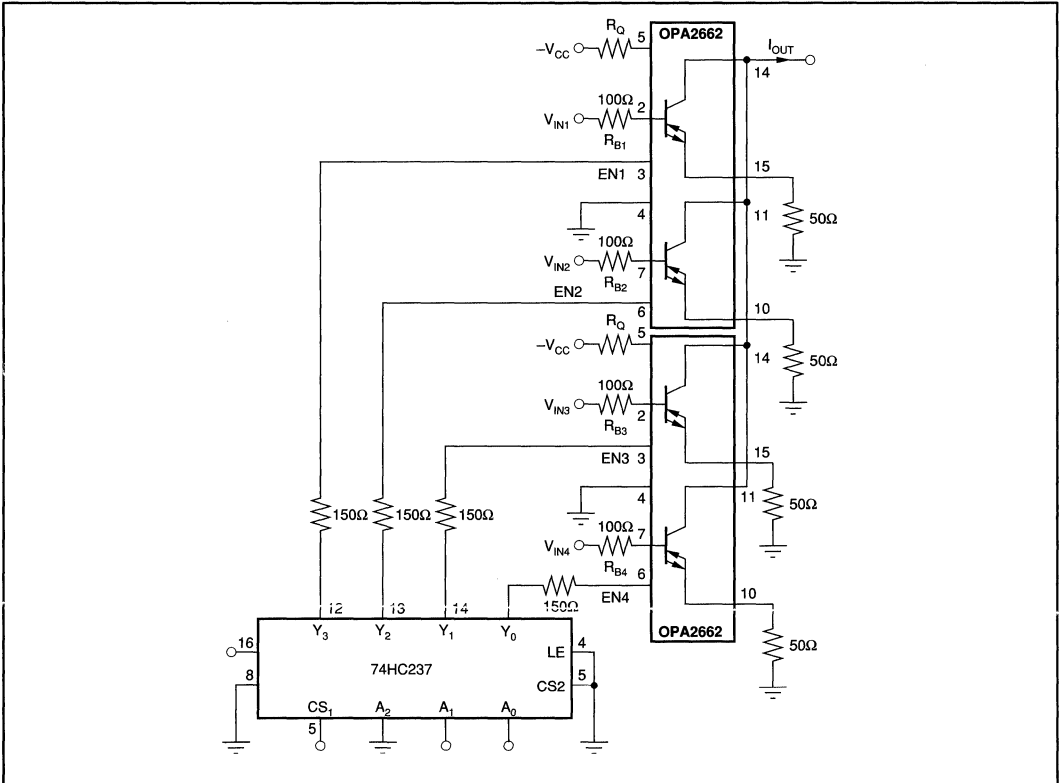 R_Q 5 OPA2662
–V_CC I_OUT
14
100Ω 2
V_IN1
R_B1
EN1 3 15
4 11 50Ω
100Ω
V_IN2 7
R_B2
EN2 6 10
R_Q 5
–V_CC 14 50Ω
100Ω
V_IN3 2
R_B3
EN3 3 15
4 11 50Ω
150Ω 150Ω 150Ω
100Ω 7
V_IN4
R_B4 6
EN4 10
150Ω
12 13 14
Y_3 Y_2 Y_1 Y_0 OPA2662
50Ω
16 LE 4
74HC237
8 CS2 5
CS_1 A_2 A_1 A_0
5